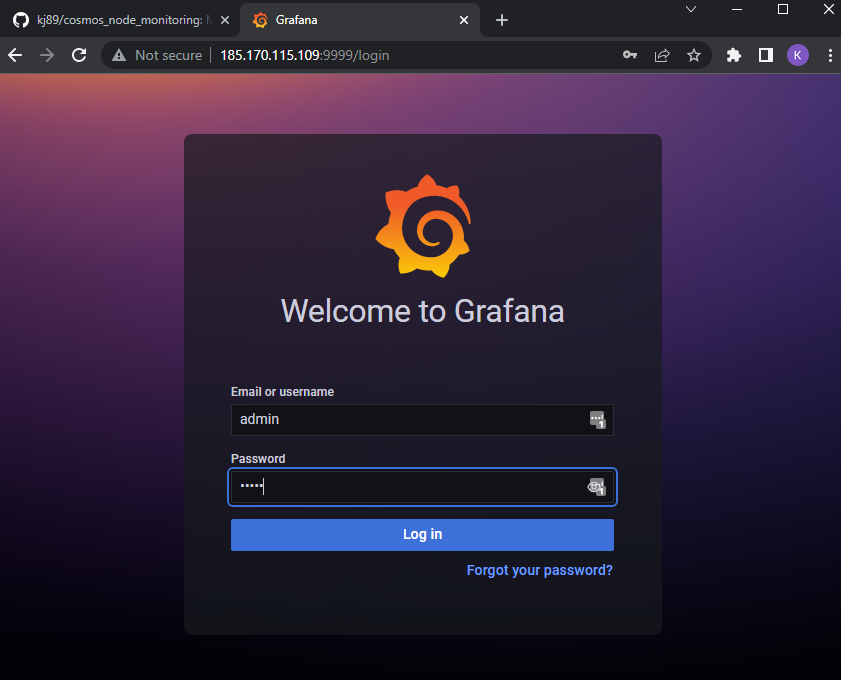 kj89/cosmos_node_monitoring: M
Grafana
Not secure
185.170.115.109:9999/login
K
Welcome to Grafana
Email or username
admin
1
Password
•••••
1
Log in
Forgot your password?